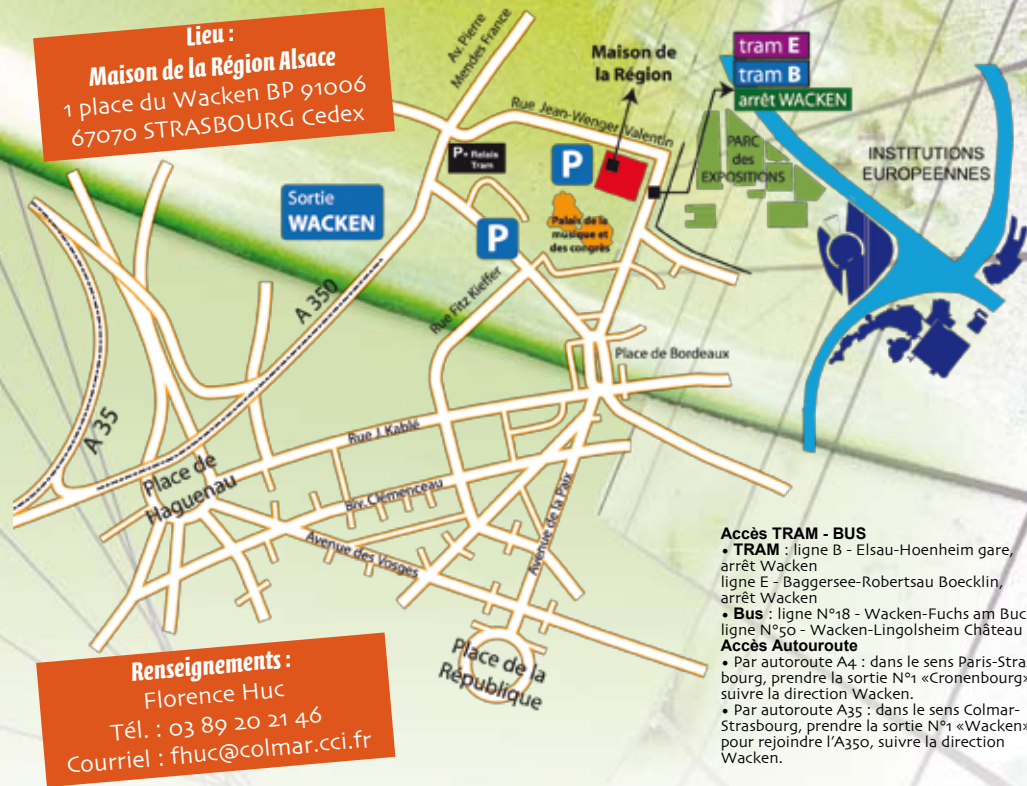 Lieu :
Maison de la Région Alsace
1 place du Wacken BP 91006
67070 STRASBOURG Cedex
Av. Pierre
Mendes France
Maison de
la Région
tram E
tram B
arrêt WACKEN
Rue Jean-Wenger Valentin
P+ Relais
Tram
P
PARC
des
EXPOSITIONS
INSTITUTIONS
EUROPEENNES
Sortie
WACKEN
P
Palais de la
musique et
des congrès
A 350
Rue Fitz Kieffer
Place de Bordeaux
A 35
Rue J. Kablé
Place de
Haguenau
Blv. Clémenceau
Avenue des Vosges
Avenue de la Paix
Place de la
République
Accès TRAM - BUS
• TRAM : ligne B - Elsau-Hoenheim gare,
arrêt Wacken
ligne E - Baggersee-Robertsau Boecklin,
arrêt Wacken
• Bus : ligne N°18 - Wacken-Fuchs am Buc
ligne N°50 - Wacken-Lingolsheim Château
Accès Autouroute
• Par autoroute A4 : dans le sens Paris-Stras
bourg, prendre la sortie N°1 «Cronenbourg»
suivre la direction Wacken.
• Par autoroute A35 : dans le sens Colmar-
Strasbourg, prendre la sortie N°1 «Wacken»
pour rejoindre l'A350, suivre la direction
Wacken.
Renseignements :
Florence Huc
Tél. : 03 89 20 21 46
Courriel : fhuc@colmar.cci.fr